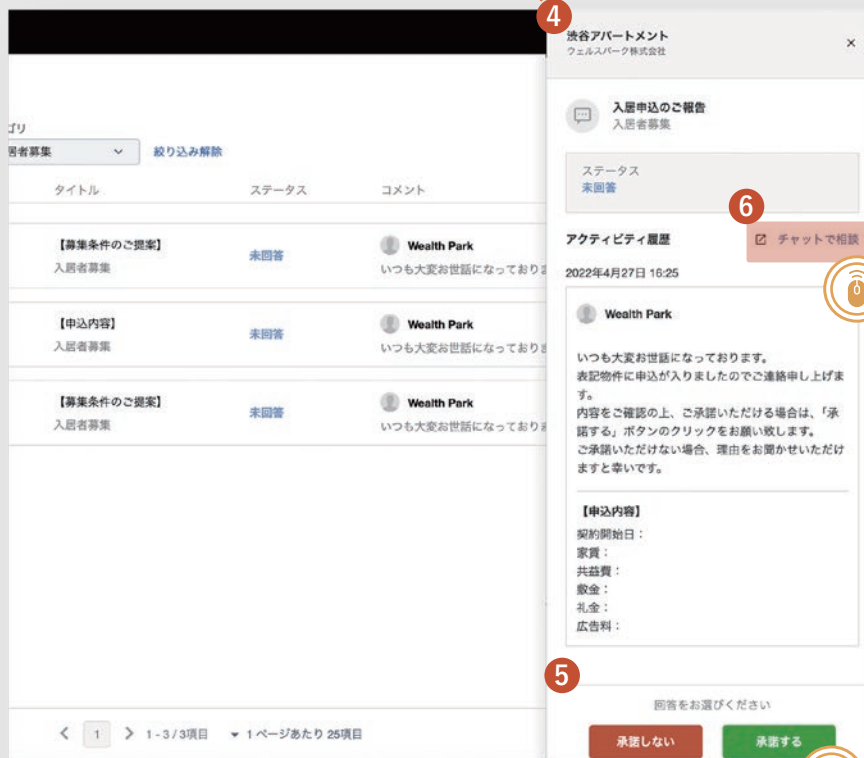 4
渋谷アパートメント
ウェルスパーク株式会社
×
ゴリ
居者募集
絞り込み解除
タイトル ステータス コメント
【募集条件のご提案】
入居者募集
未回答
Wealth Park
いつも大変お世話になっており
【申込内容】
入居者募集
未回答
Wealth Park
いつも大変お世話になっており
【募集条件のご提案】
入居者募集
未回答
Wealth Park
いつも大変お世話になっており
1
1 - 3 / 3項目
1 ページあたり 25項目
入居申込のご報告
入居者募集
ステータス
未回答
6
アクティビティ履歴
チャットで相談
2022年4月27日 16:25
Wealth Park
いつも大変お世話になっております。
表記物件に申込が入りましたのでご連絡申し上げま
す。
内容をご確認の上、ご承諾いただける場合は、「承
諾する」ボタンのクリックをお願い致します。
ご承諾いただけない場合、理由をお聞かせいただけ
ますと幸いです。
【申込内容】
契約開始日：
家賃：
共益費：
敷金：
礼金：
広告料：
5
回答をお選びください
承諾しない
承諾する